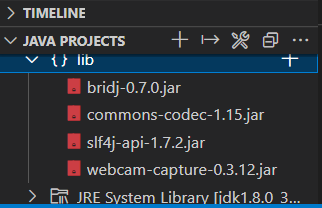 TIMELINE
JAVA PROJECTS
{} lib
bridj-0.7.0.jar
commons-codec-1.15.jar
slf4j-api-1.7.2.jar
webcam-capture-0.3.12.jar
JRE System Library [jdk1.8.0_3...